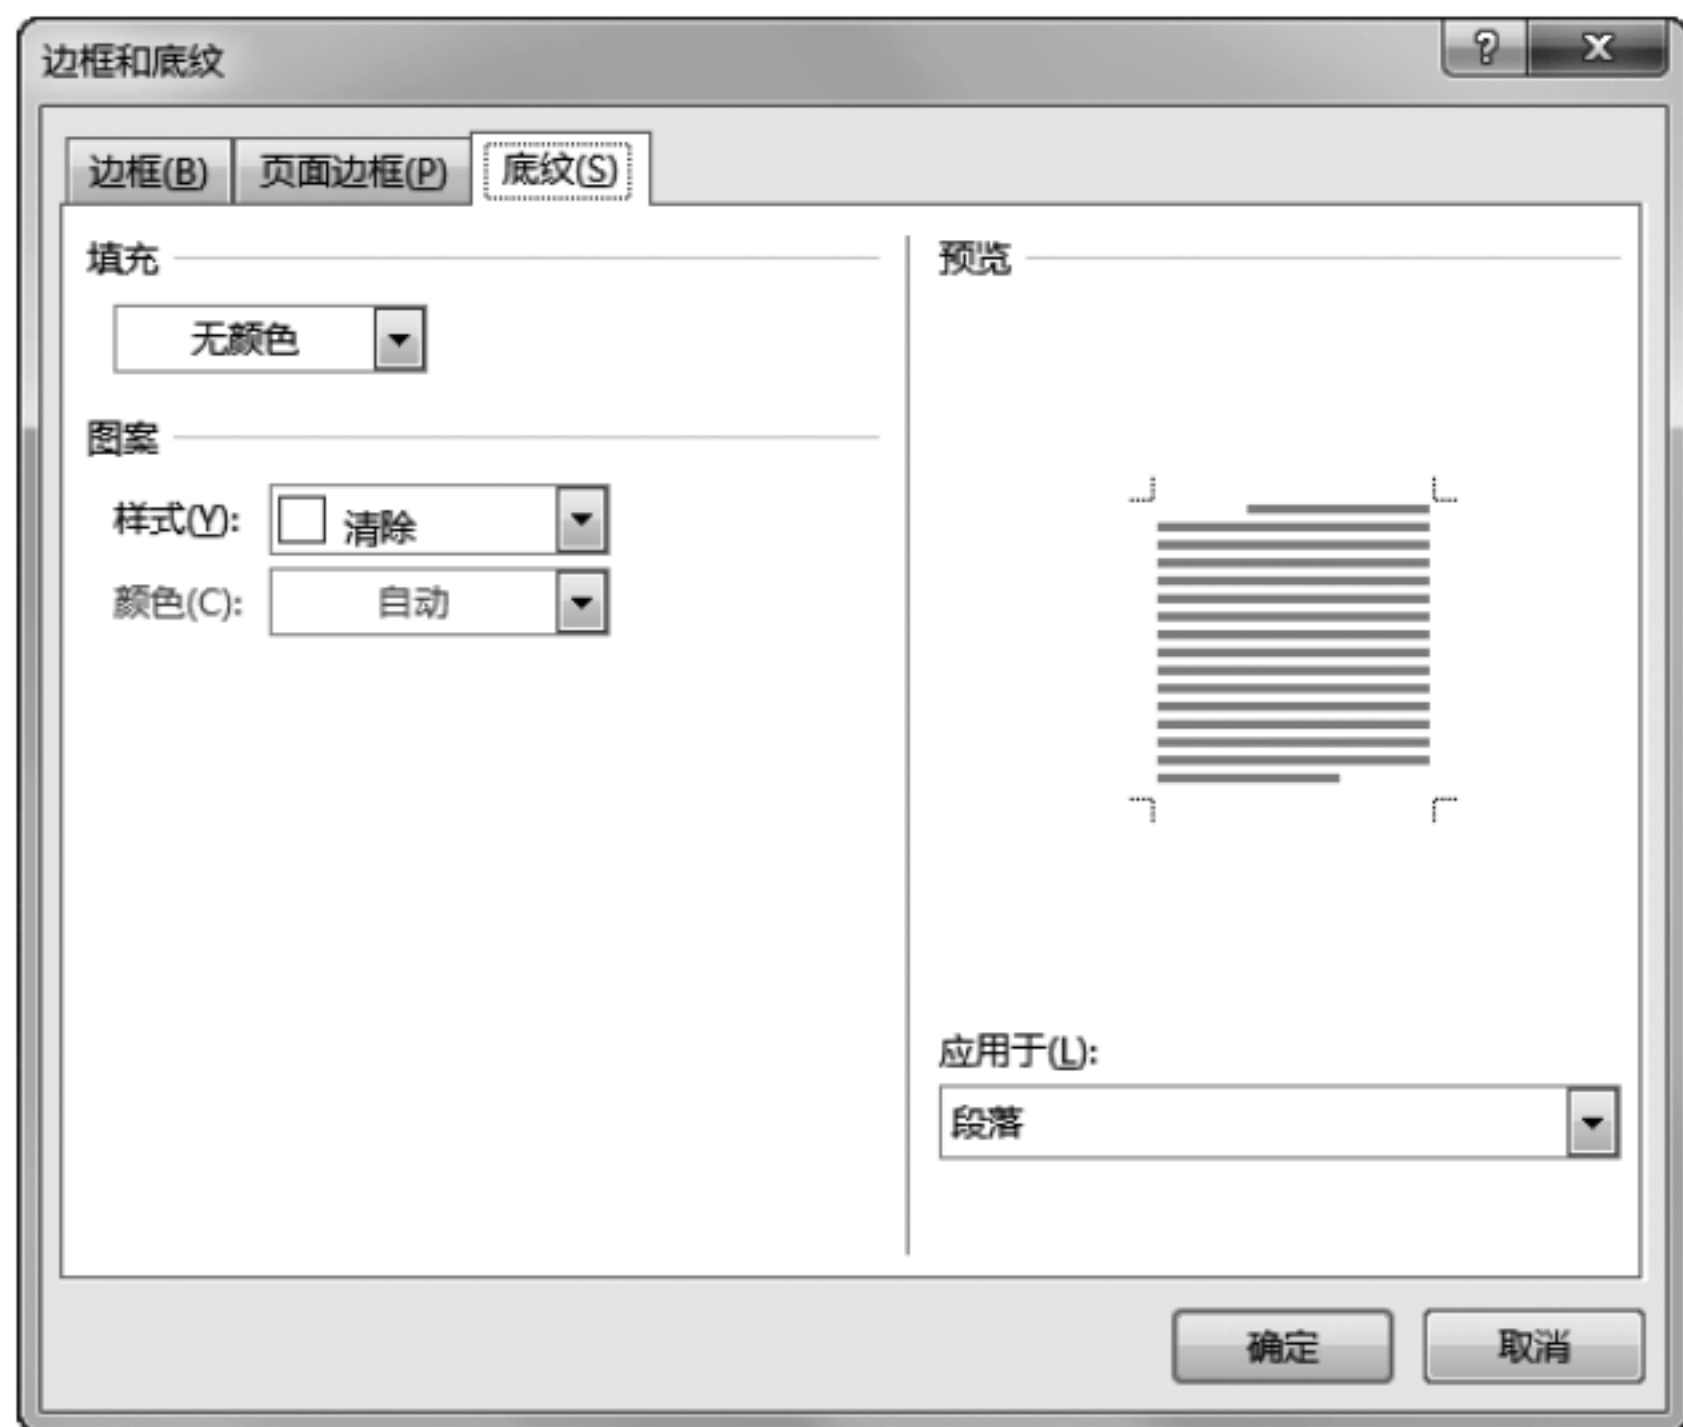 边框和底纹
边框(B) 页面边框(P) 底纹(S)
填充
无颜色
图案
样式(Y): 清除
颜色(C): 自动
预览
应用于(L):
段落
确定 取消